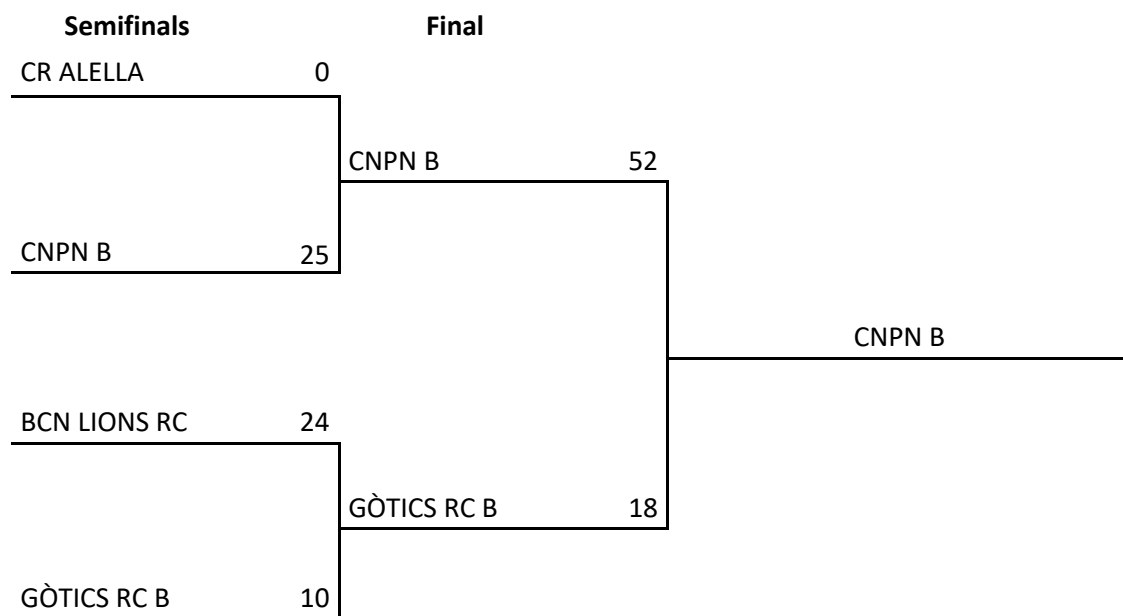 Semifinals Final
CR ALELLA 0
CNPN B 52
CNPN B 25
CNPN B
BCN LIONS RC 24
GÒTICS RC B 18
GÒTICS RC B 10